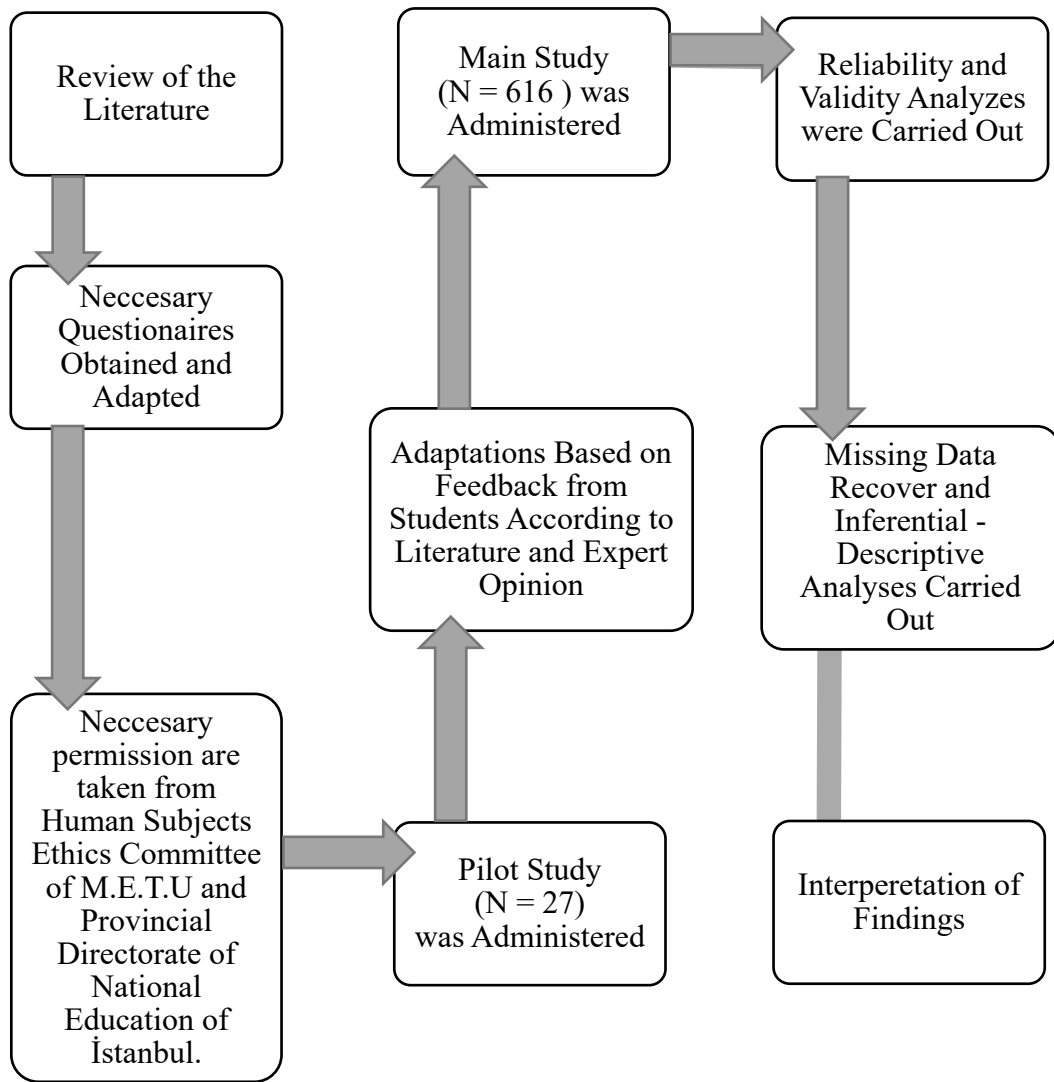 Review of the
Literature
Neccesary
Questionaires
Obtained and
Adapted
Neccesary
permission are
taken from
Human Subjects
Ethics Committee
of M.E.T.U and
Provincial
Directorate of
National
Education of
İstanbul.
Pilot Study
(N = 27)
was Administered
Adaptations Based on
Feedback from
Students According to
Literature and Expert
Opinion
Main Study
(N = 616 ) was
Administered
Reliability and
Validity Analyzes
were Carried Out
Missing Data
Recover and
Inferential -
Descriptive
Analyses Carried
Out
Interperetation of
Findings